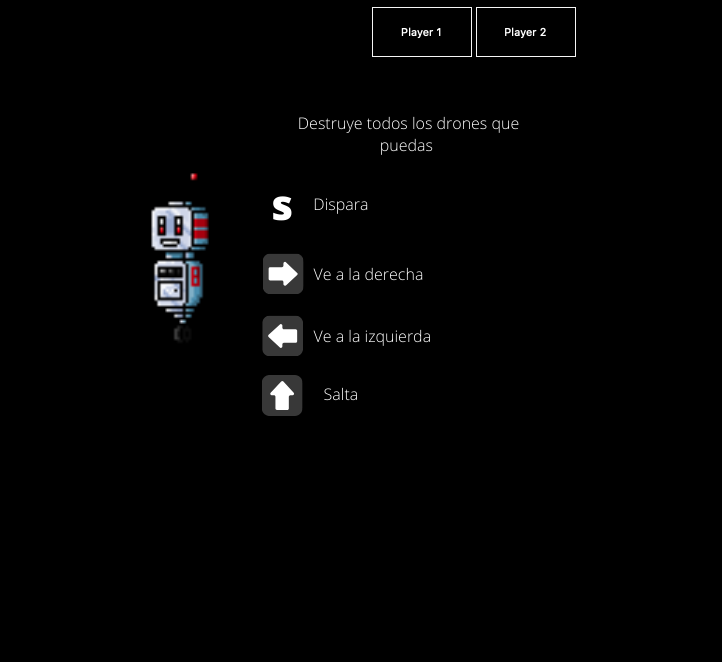 Player 1
Player 2
Destruye todos los drones que
puedas
S Dispara
Ve a la derecha
Ve a la izquierda
Salta